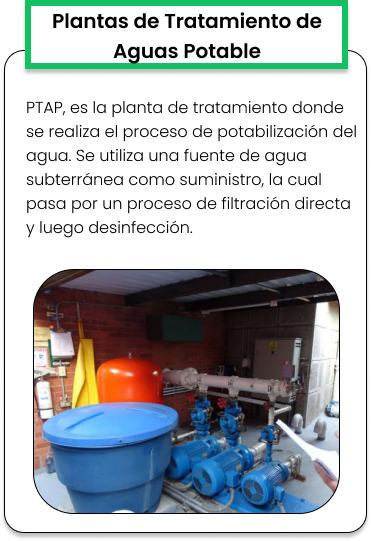 Plantas de Tratamiento de
Aguas Potable
PTAP, es la planta de tratamiento donde
se realiza el proceso de potabilización del
agua. Se utiliza una fuente de agua
subterránea como suministro, la cual
pasa por un proceso de filtración directa
y luego desinfección.